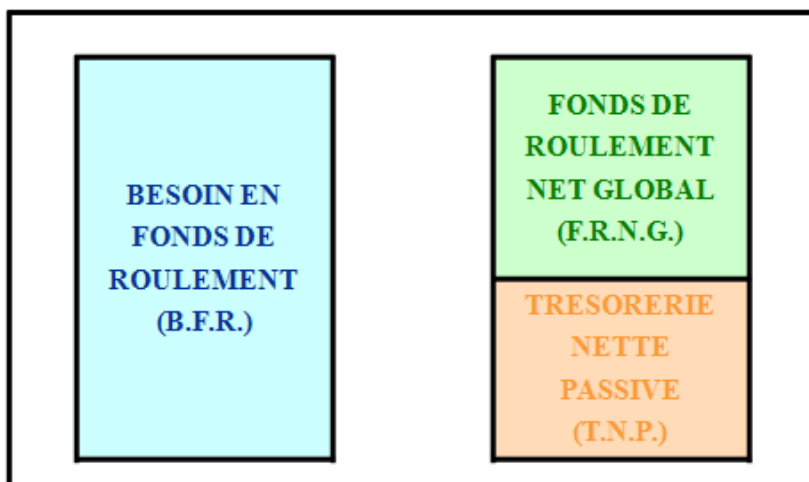 BESOIN EN
FONDS DE
ROULEMENT
(B.F.R.)
FONDS DE
ROULEMENT
NET GLOBAL
(F.R.N.G.)
TRESORERIE
NETTE
PASSIVE
(T.N.P.)